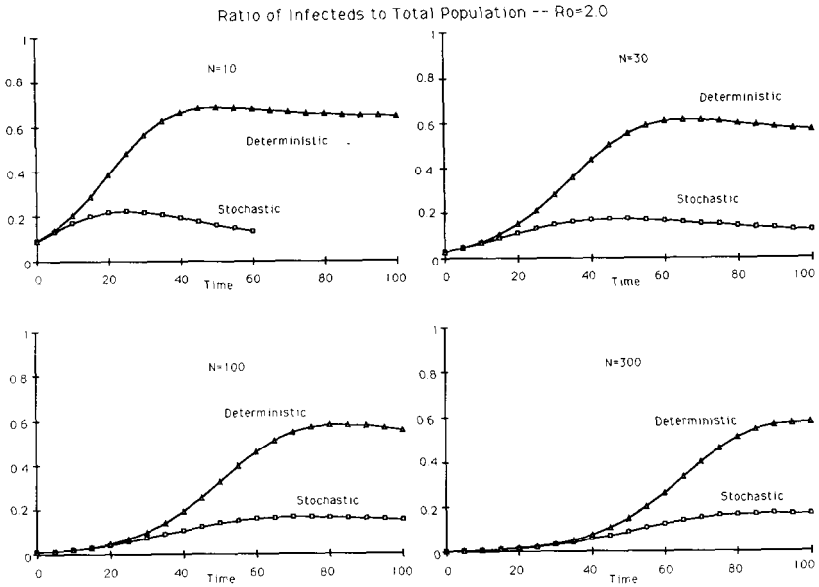 Ratio of Infecteds to Total Population -- Ro=2.0
N=10
1
0.8
0.6
0.4
0.2
0
Deterministic
Stochastic
0 20 40 60 80 100
Time
N=30
1
0.8
0.6
0.4
0.2
0
Deterministic
Stochastic
0 20 40 60 80 100
Time
N=100
1
0.8
0.6
0.4
0.2
0
Deterministic
Stochastic
0 20 40 60 80 100
Time
N=300
1
0.8
0.6
0.4
0.2
0
Deterministic
Stochastic
0 20 40 60 80 100
Time